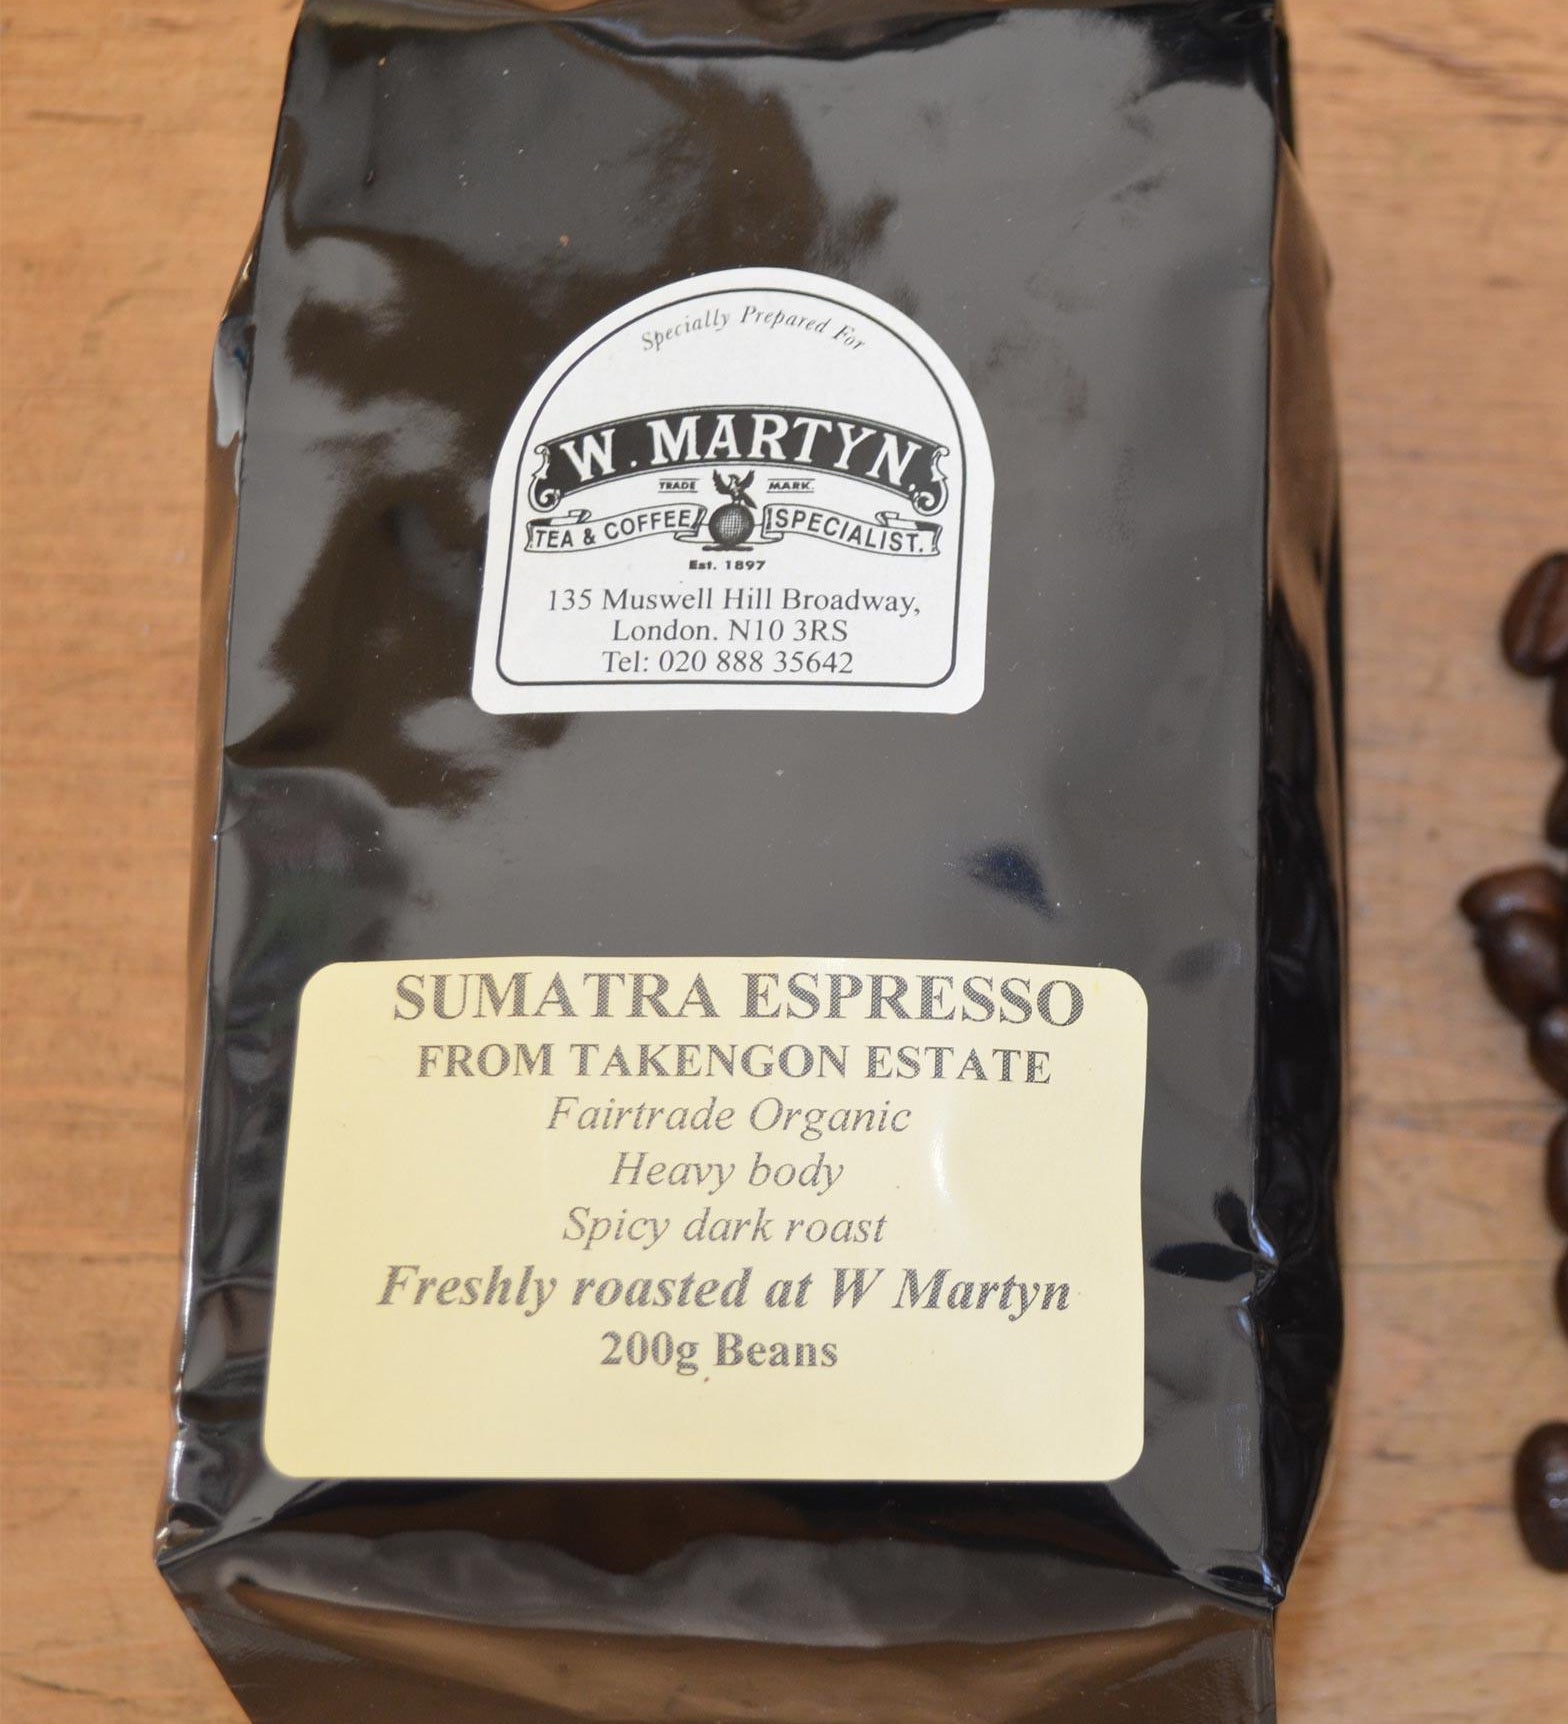 Specially Prepared For
W. MARTYN.
TRADE MARK.
TEA & COFFEE SPECIALIST.
Est. 1897
135 Muswell Hill Broadway,
London. N10 3RS
Tel: 020 888 35642
SUMATRA ESPRESSO
FROM TAKENGON ESTATE
Fairtrade Organic
Heavy body
Spicy dark roast
Freshly roasted at W Martyn
200g Beans